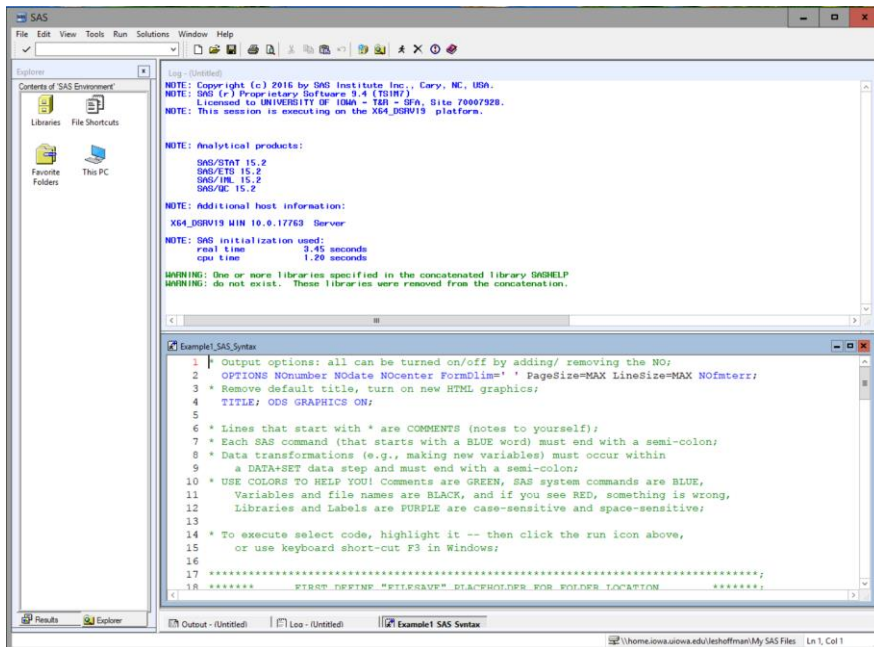 SAS
File Edit View Tools Run Solutions Window Help
Explorer
Contents of 'SAS Environment'
Libraries
File Shortcuts
Favorite Folders
This PC
Log - (Untitled)
NOTE: Copyright (c) 2016 by SAS Institute Inc., Cary, NC, USA.
NOTE: SAS (r) Proprietary Software 9.4 (TS1M7)
Licensed to UNIVERSITY OF IOWA - T&R - SFA, Site 70007928.
NOTE: This session is executing on the X64_DSRV19 platform.
NOTE: Analytical products:
SAS/STAT 15.2
SAS/ETS 15.2
SAS/IML 15.2
SAS/QC 15.2
NOTE: Additional host information:
X64_DSRV19 WIN 10.0.17763 Server
NOTE: SAS initialization used:
real time 3.45 seconds
cpu time 1.20 seconds
WARNING: One or more libraries specified in the concatenated library SASHELP
WARNING: do not exist. These libraries were removed from the concatenation.
Example1_SAS_Syntax
1 * Output options: all can be turned on/off by adding/ removing the NO;
2 OPTIONS NOnumber NOdate NOcenter FormDlim=' ' PageSize=MAX LineSize=MAX NOfmterr;
3 * Remove default title, turn on new HTML graphics;
4 TITLE; ODS GRAPHICS ON;
5
6 * Lines that start with * are COMMENTS (notes to yourself);
7 * Each SAS command (that starts with a BLUE word) must end with a semi-colon;
8 * Data transformations (e.g., making new variables) must occur within
9 a DATA+SET data step and must end with a semi-colon;
10 * USE COLORS TO HELP YOU! Comments are GREEN, SAS system commands are BLUE,
11 Variables and file names are BLACK, and if you see RED, something is wrong,
12 Libraries and Labels are PURPLE are case-sensitive and space-sensitive;
13
14 * To execute select code, highlight it -- then click the run icon above,
15 or use keyboard short-cut F3 in Windows;
16
17 *******************************************************************************;
18 ******* FIRST DEFINE "FILESAVE" PLACEHOLDER FOR FOLDER LOCATION *******;
Results
Explorer
Output - (Untitled)
Log - (Untitled)
Example1 SAS Syntax
\\home.iowa.uiowa.edu\leshoffman\My SAS Files
Ln 1, Col 1